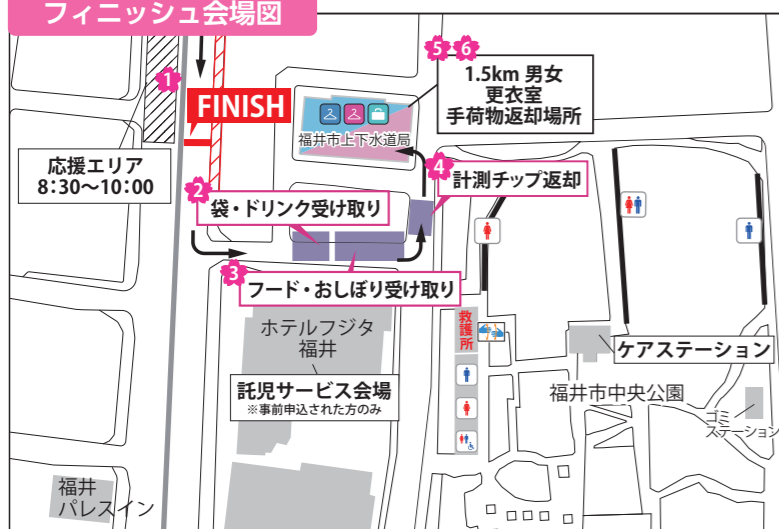 フィニッシュ会場図
1
FINISH
応援エリア
8:30〜10:00
5 6
1.5km 男女
更衣室
手荷物返却場所
福井市上下水道局
4
計測チップ返却
2
袋・ドリンク受け取り
3
フード・おしぼり受け取り
ホテルフジタ
福井
託児サービス会場
※事前申込された方のみ
救護所
ケアステーション
福井市中央公園
ゴミ
ステーション
福井
パレスイン